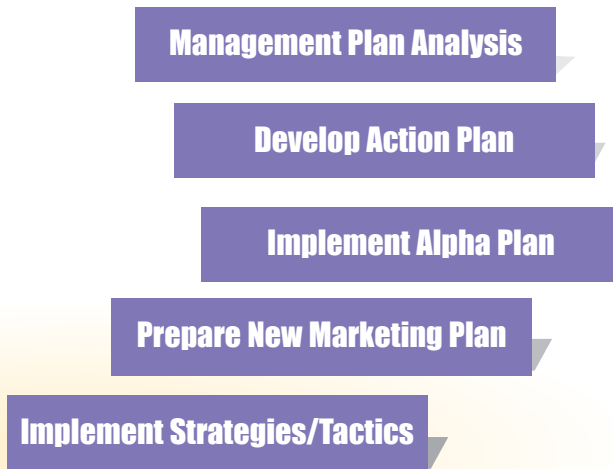 Management Plan Analysis
Develop Action Plan
Implement Alpha Plan
Prepare New Marketing Plan
Implement Strategies/Tactics